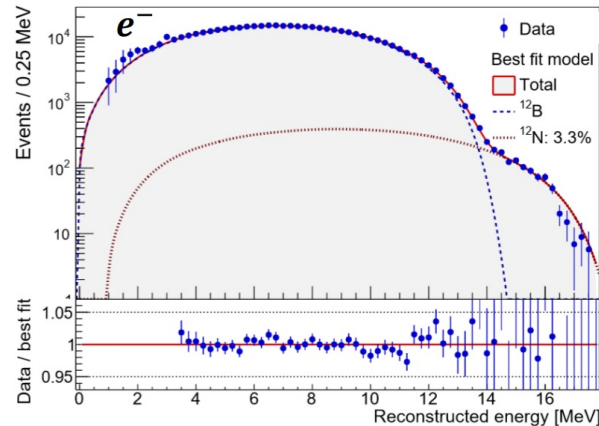 e⁻
Events / 0.25 MeV
10⁴
10³
10²
10
1
Data
Best fit model
Total
¹²B
¹²N: 3.3%
Data / best fit
1.05
1
0.95
0 2 4 6 8 10 12 14 16
Reconstructed energy [MeV]